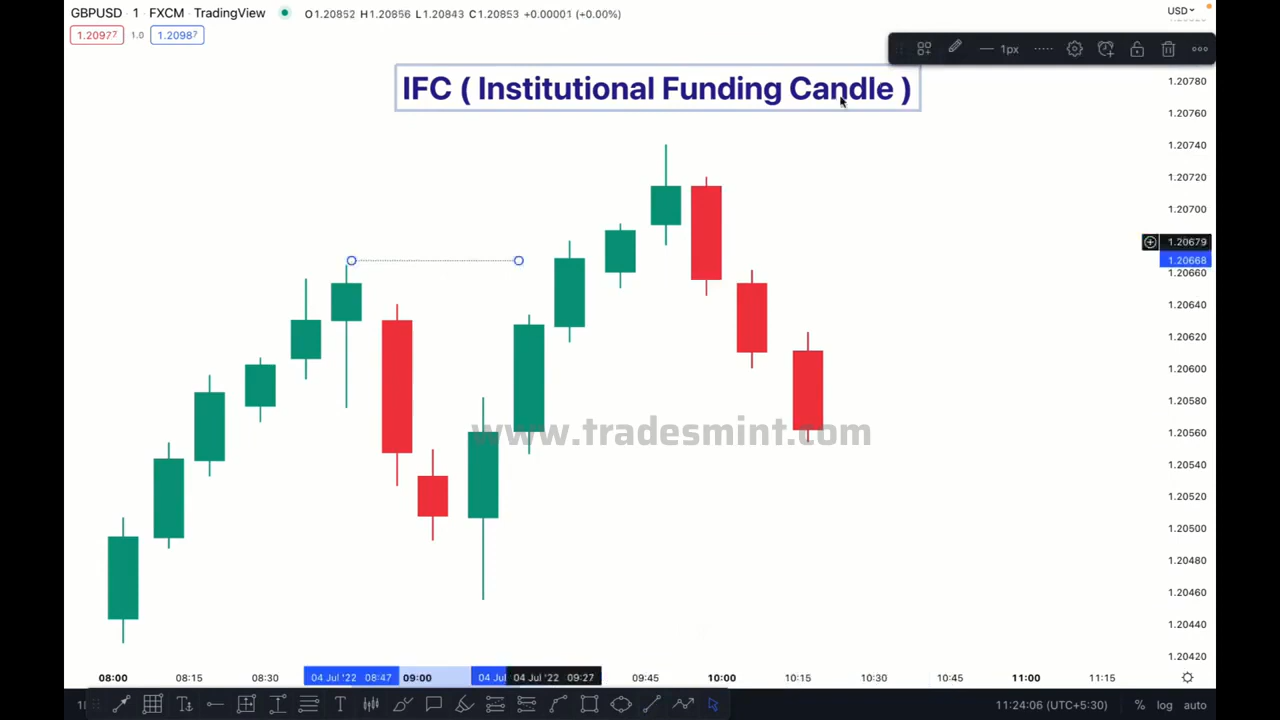 GBPUSD · 1 · FXCM · TradingView O1.20852 H1.20856 L1.20843 C1.20853 +0.00001 (+0.00%)
USD
1.20977 1.0 1.20987
1px
IFC ( Institutional Funding Candle )
1.20780
1.20760
1.20740
1.20720
1.20700
1.20679
1.20668
1.20660
1.20640
1.20620
1.20600
1.20580
www.tradesmint.com
1.20560
1.20540
1.20520
1.20500
1.20480
1.20460
1.20440
1.20420
08:00 08:15 08:30 04 Jul '22 08:47 09:00 04 Jul 04 Jul '22 09:27 09:45 10:00 10:15 10:30 10:45 11:00 11:15
11:24:06 (UTC+5:30) % log auto